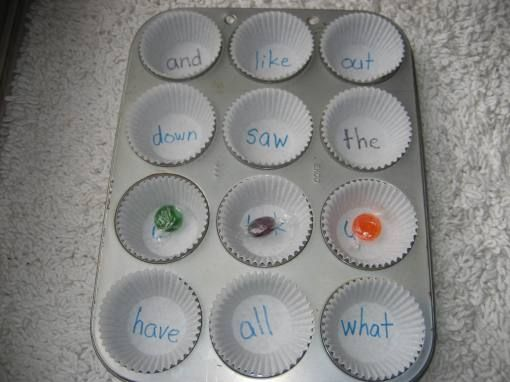 and like out
down saw the
have all what